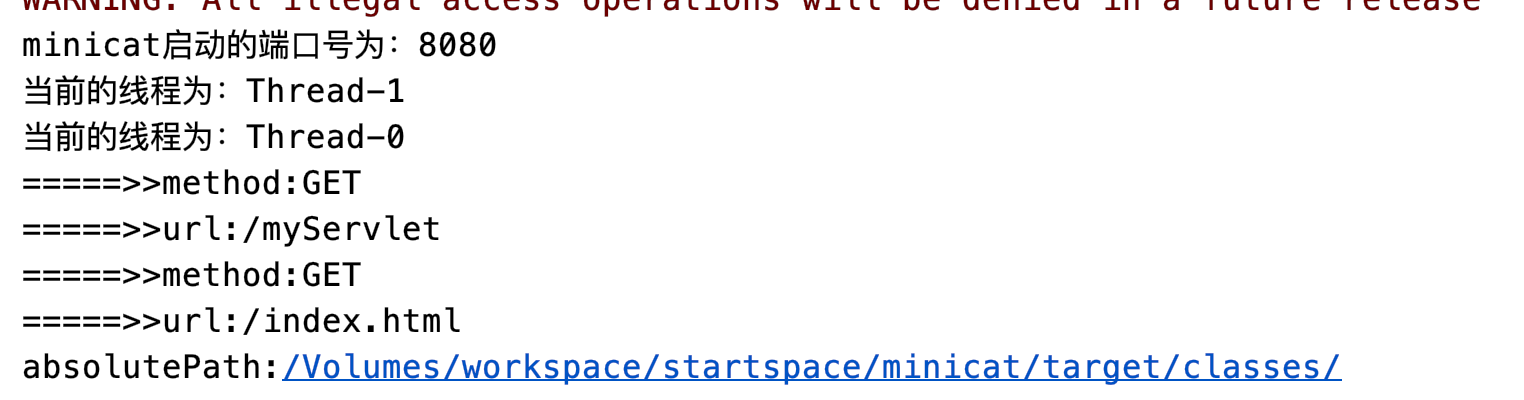 WARNING: All illegal access operations will be denied in a future release
minicat启动的端口号为：8080
当前的线程为：Thread-1
当前的线程为：Thread-0
=====>>method:GET
=====>>url:/myServlet
=====>>method:GET
=====>>url:/index.html
absolutePath:/Volumes/workspace/startspace/minicat/target/classes/